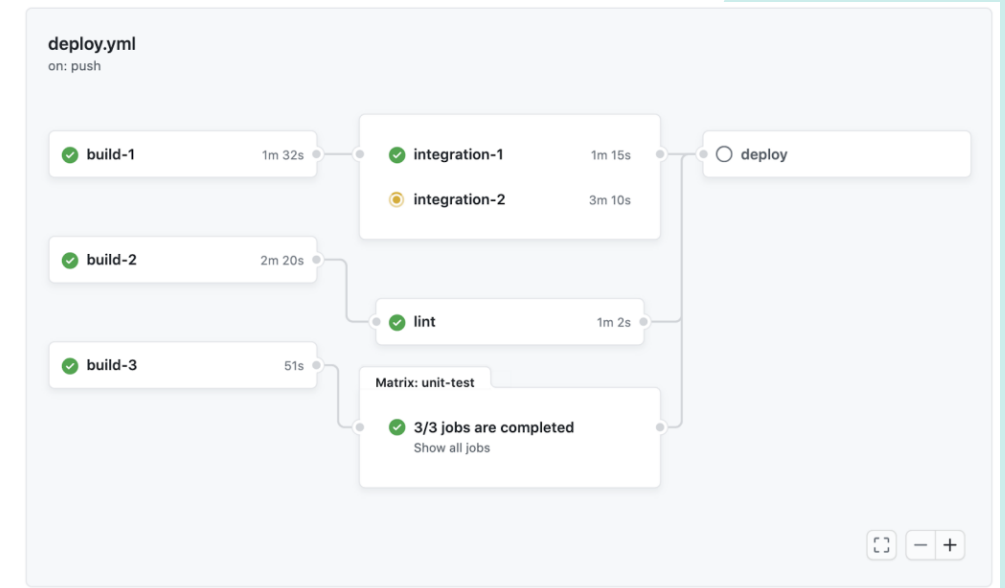 deploy.yml
on: push
build-1 1m 32s
integration-1 1m 15s
integration-2 3m 10s
deploy
build-2 2m 20s
lint 1m 2s
build-3 51s
Matrix: unit-test
3/3 jobs are completed
Show all jobs